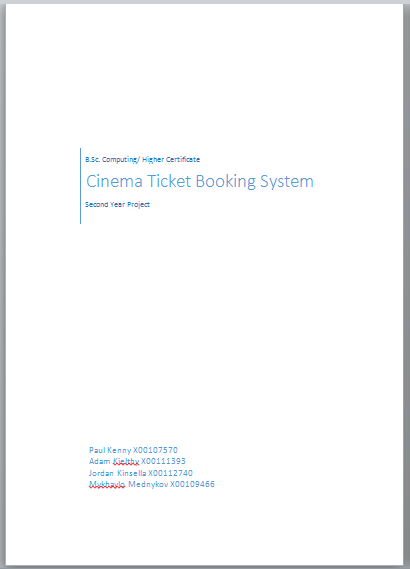 B.Sc. Computing/ Higher Certificate
Cinema Ticket Booking System
Second Year Project
Paul Kenny X00107570
Adam Kielthy X00111393
Jordan Kinsella X00112740
Mykhaylo Mednykov X00109466